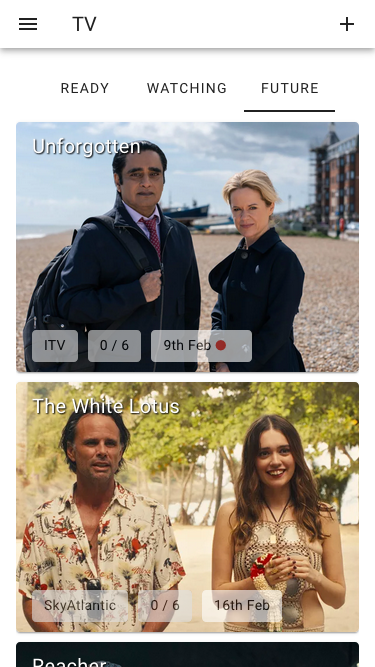 TV
READY WATCHING FUTURE
Unforgotten
ITV 0 / 6 9th Feb
The White Lotus
SkyAtlantic 0 / 6 16th Feb
Reacher